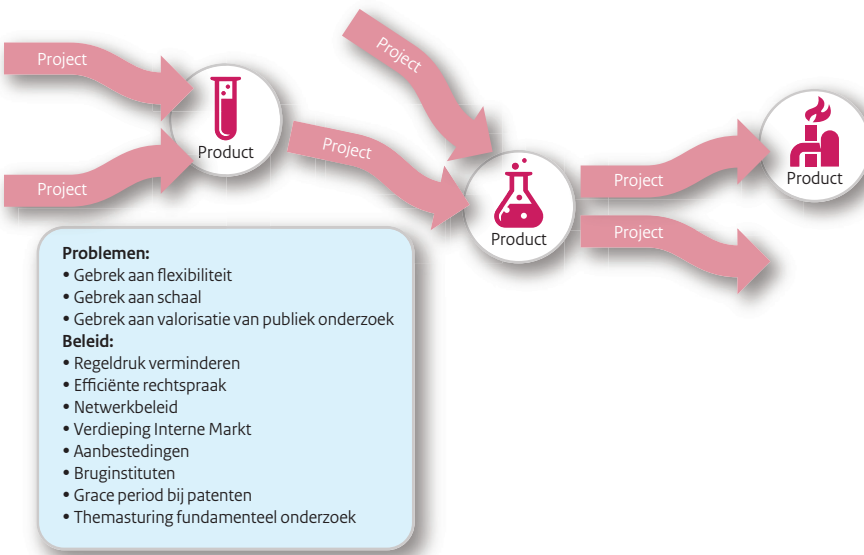 Project
Project
Product
Project
Project
Product
Project
Project
Product
Problemen:
• Gebrek aan flexibiliteit
• Gebrek aan schaal
• Gebrek aan valorisatie van publiek onderzoek
Beleid:
• Regeldruk verminderen
• Efficiënte rechtspraak
• Netwerkbeleid
• Verdieping Interne Markt
• Aanbestedingen
• Bruginstituten
• Grace period bij patenten
• Themasturing fundamenteel onderzoek